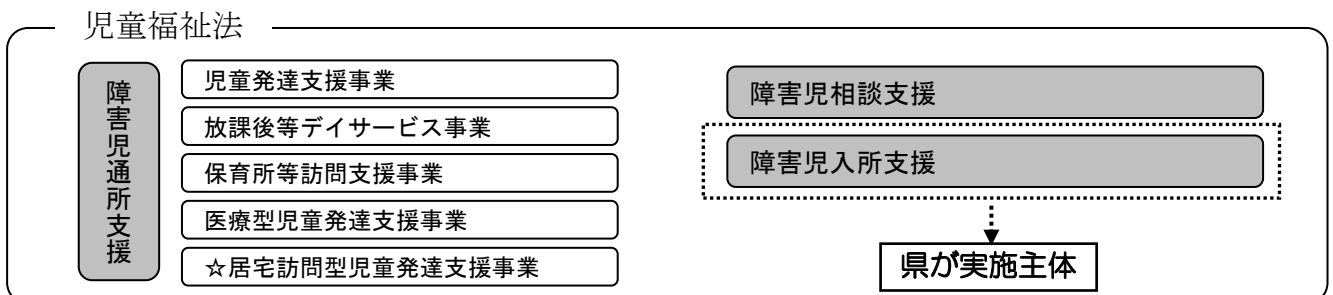 児童福祉法
障害児通所支援
児童発達支援事業
放課後等デイサービス事業
保育所等訪問支援事業
医療型児童発達支援事業
☆居宅訪問型児童発達支援事業
障害児相談支援
障害児入所支援
県が実施主体